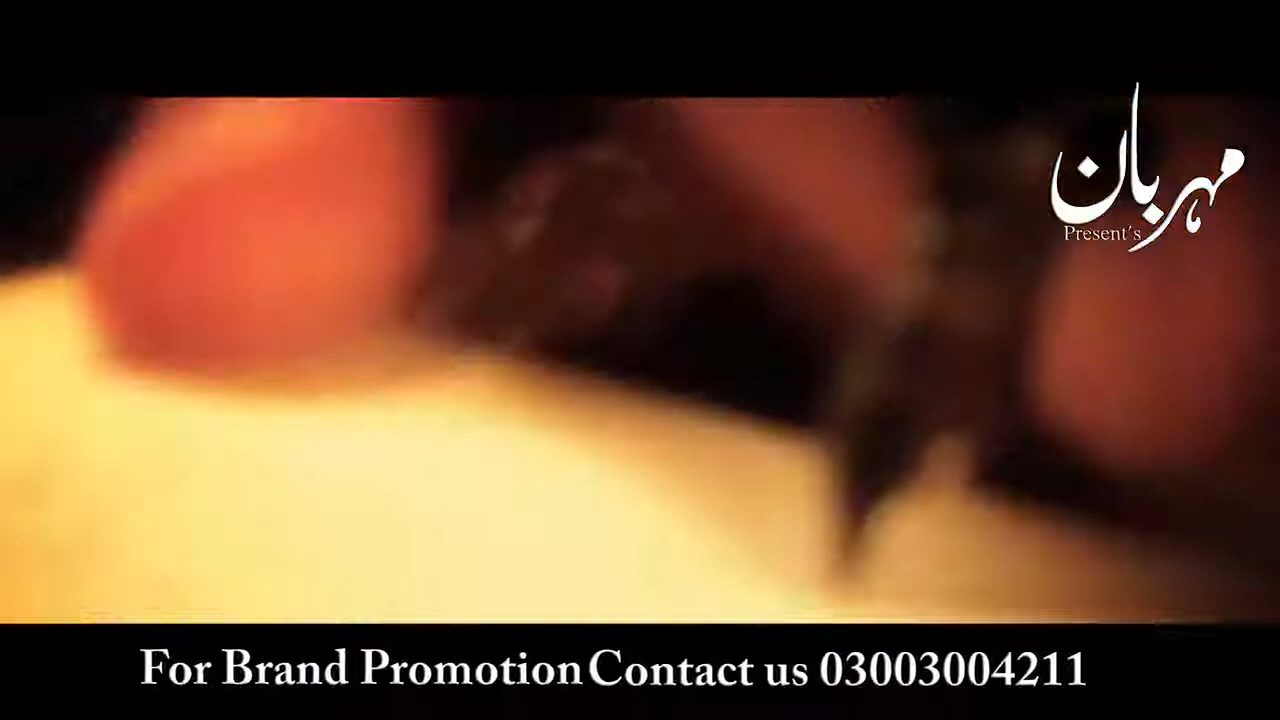 مہربان
Present's
For Brand Promotion Contact us 03003004211